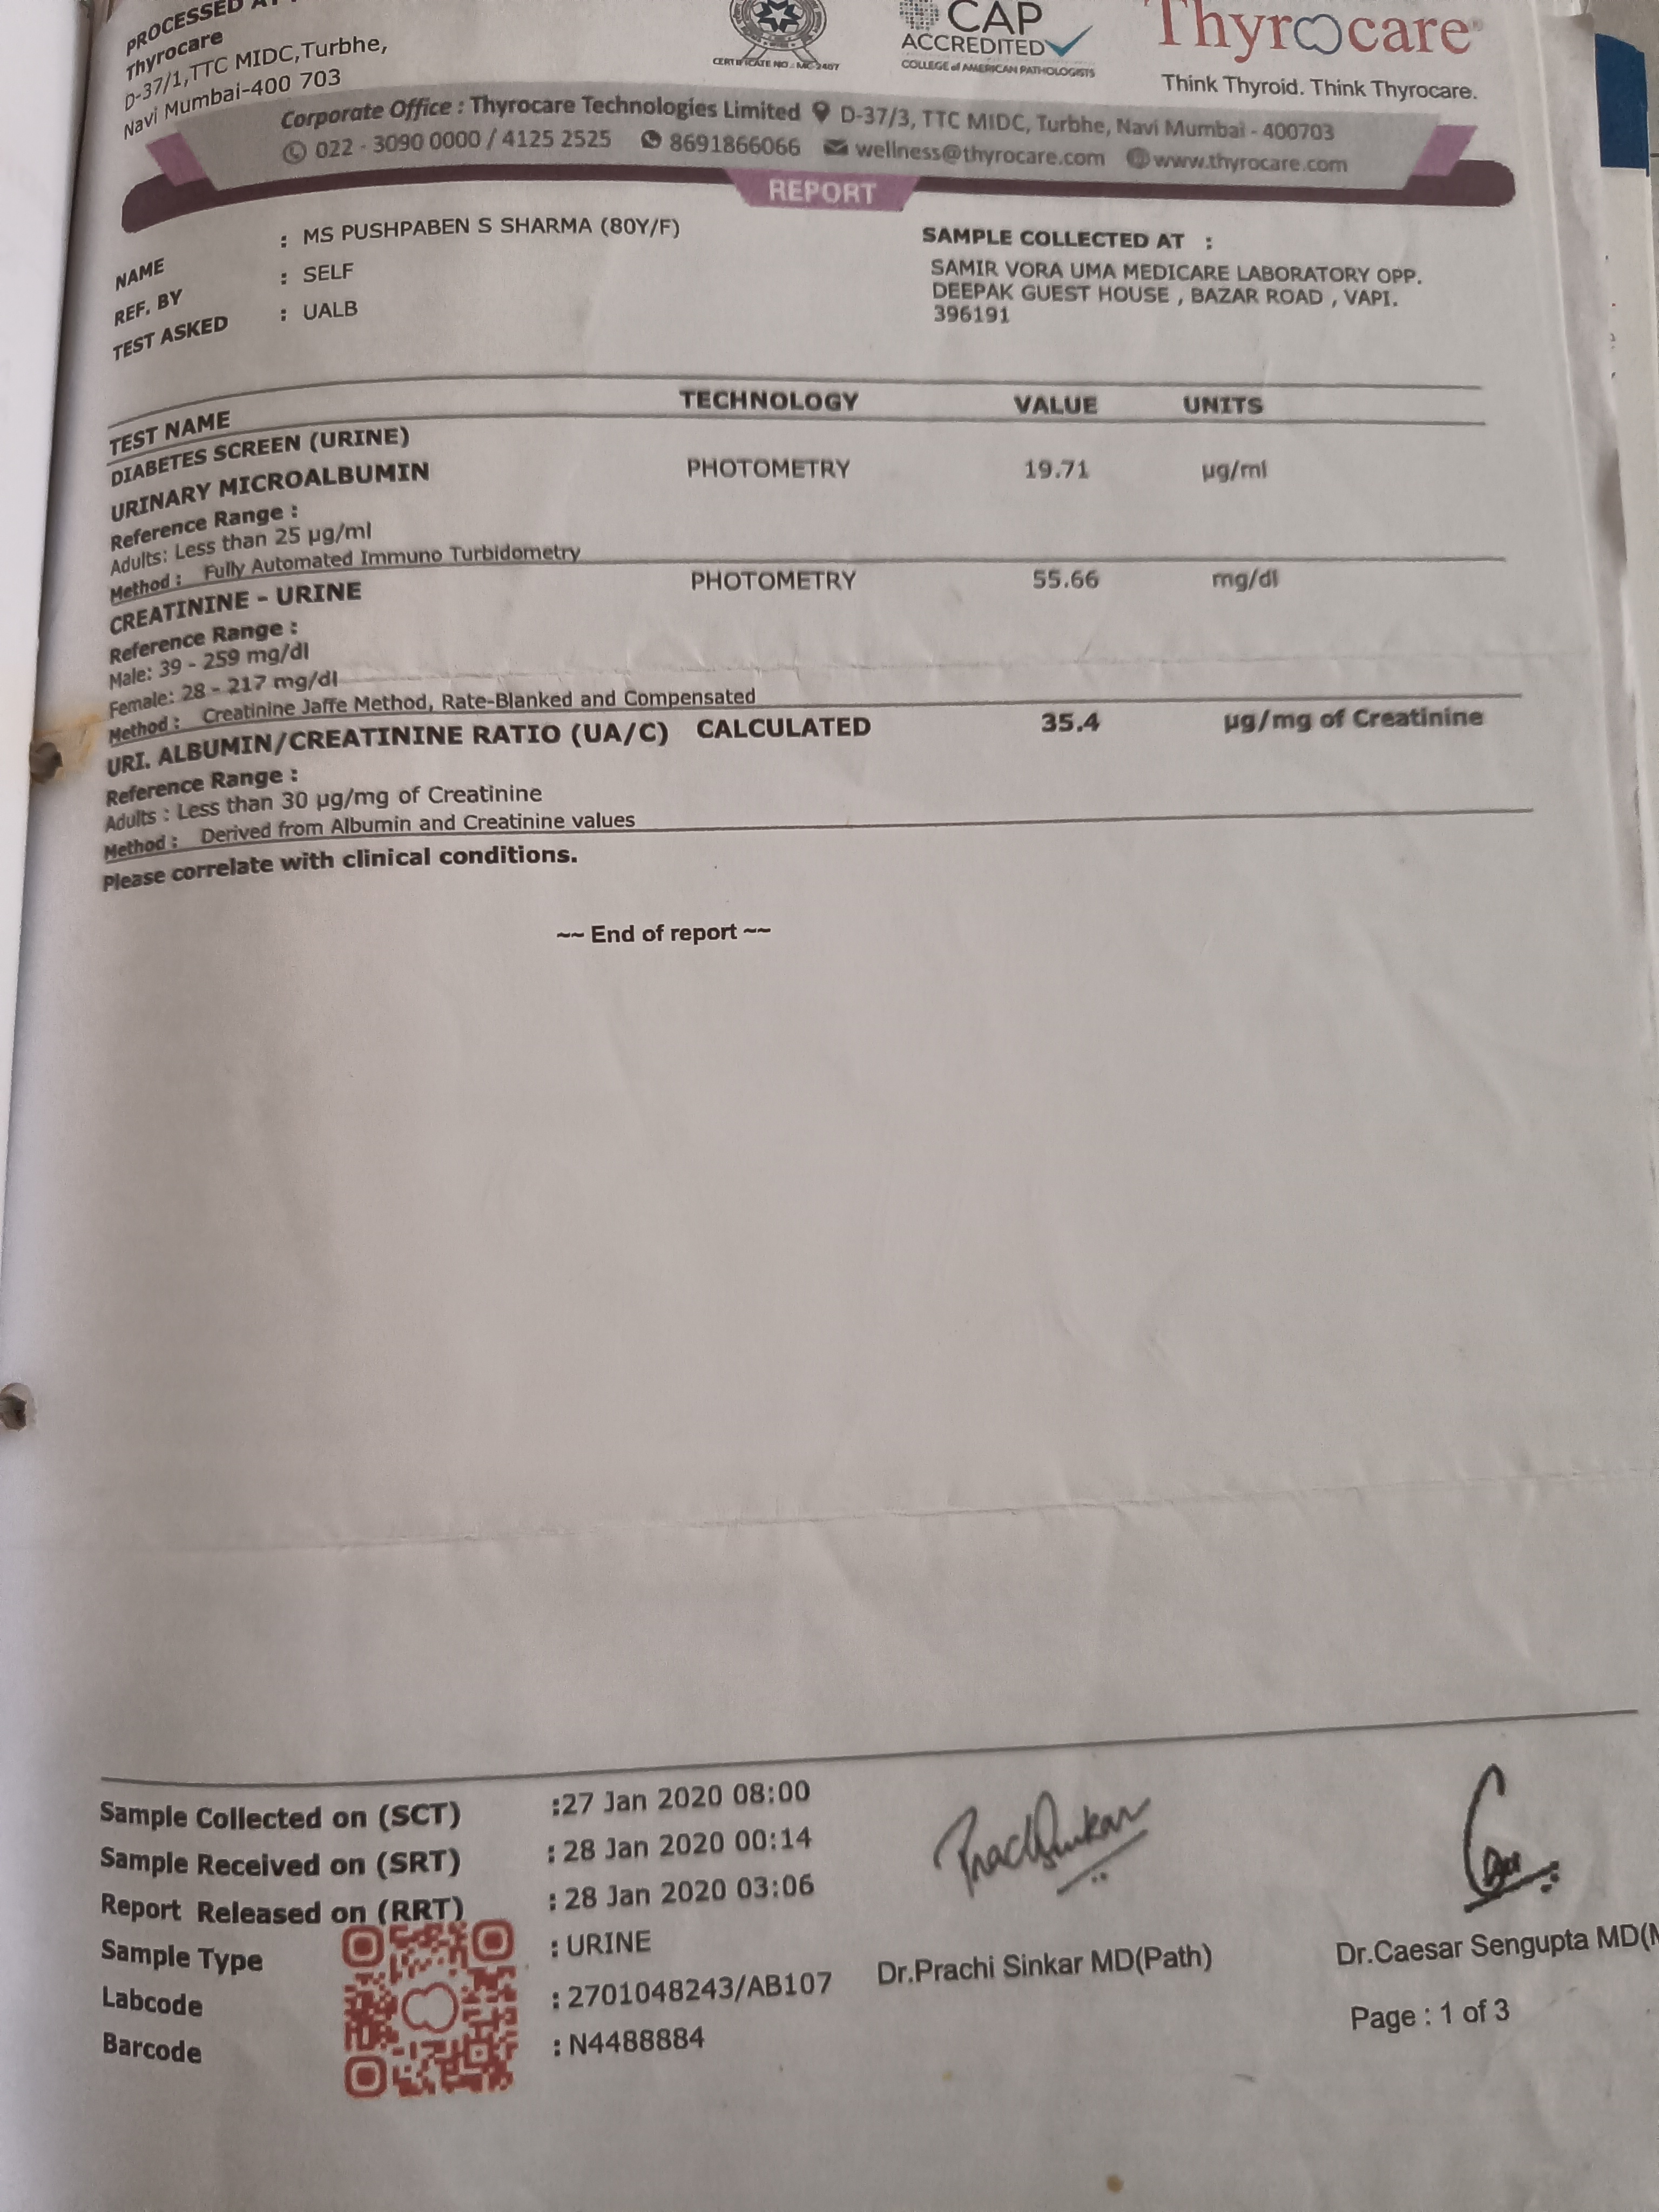 PROCESSED AT
Thyrocare
D-37/1,TTC MIDC,Turbhe,
Navi Mumbai-400 703
CERTIFICATE NO.: MC-2407
CAP
ACCREDITED
COLLEGE of AMERICAN PATHOLOGISTS
Thyrocare®
Think Thyroid. Think Thyrocare.
Corporate Office : Thyrocare Technologies Limited D-37/3, TTC MIDC, Turbhe, Navi Mumbai - 400703
022 - 3090 0000 / 4125 2525 8691866066 wellness@thyrocare.com www.thyrocare.com
REPORT
NAME : MS PUSHPABEN S SHARMA (80Y/F)
REF. BY : SELF
TEST ASKED : UALB
SAMPLE COLLECTED AT :
SAMIR VORA UMA MEDICARE LABORATORY OPP.
DEEPAK GUEST HOUSE , BAZAR ROAD , VAPI.
396191
TEST NAME TECHNOLOGY VALUE UNITS
DIABETES SCREEN (URINE)
URINARY MICROALBUMIN PHOTOMETRY 19.71 µg/ml
Reference Range :
Adults: Less than 25 µg/ml
Method : Fully Automated Immuno Turbidometry
CREATININE - URINE PHOTOMETRY 55.66 mg/dl
Reference Range :
Male: 39 - 259 mg/dl
Female: 28 - 217 mg/dl
Method : Creatinine Jaffe Method, Rate-Blanked and Compensated
URI. ALBUMIN/CREATININE RATIO (UA/C) CALCULATED 35.4 µg/mg of Creatinine
Reference Range :
Adults : Less than 30 µg/mg of Creatinine
Method : Derived from Albumin and Creatinine values
Please correlate with clinical conditions.
~~ End of report ~~
Sample Collected on (SCT) :27 Jan 2020 08:00
Sample Received on (SRT) : 28 Jan 2020 00:14
Report Released on (RRT) : 28 Jan 2020 03:06
Sample Type : URINE
Labcode : 2701048243/AB107
Barcode : N4488884
Dr.Prachi Sinkar MD(Path)
Dr.Caesar Sengupta MD(
Page : 1 of 3